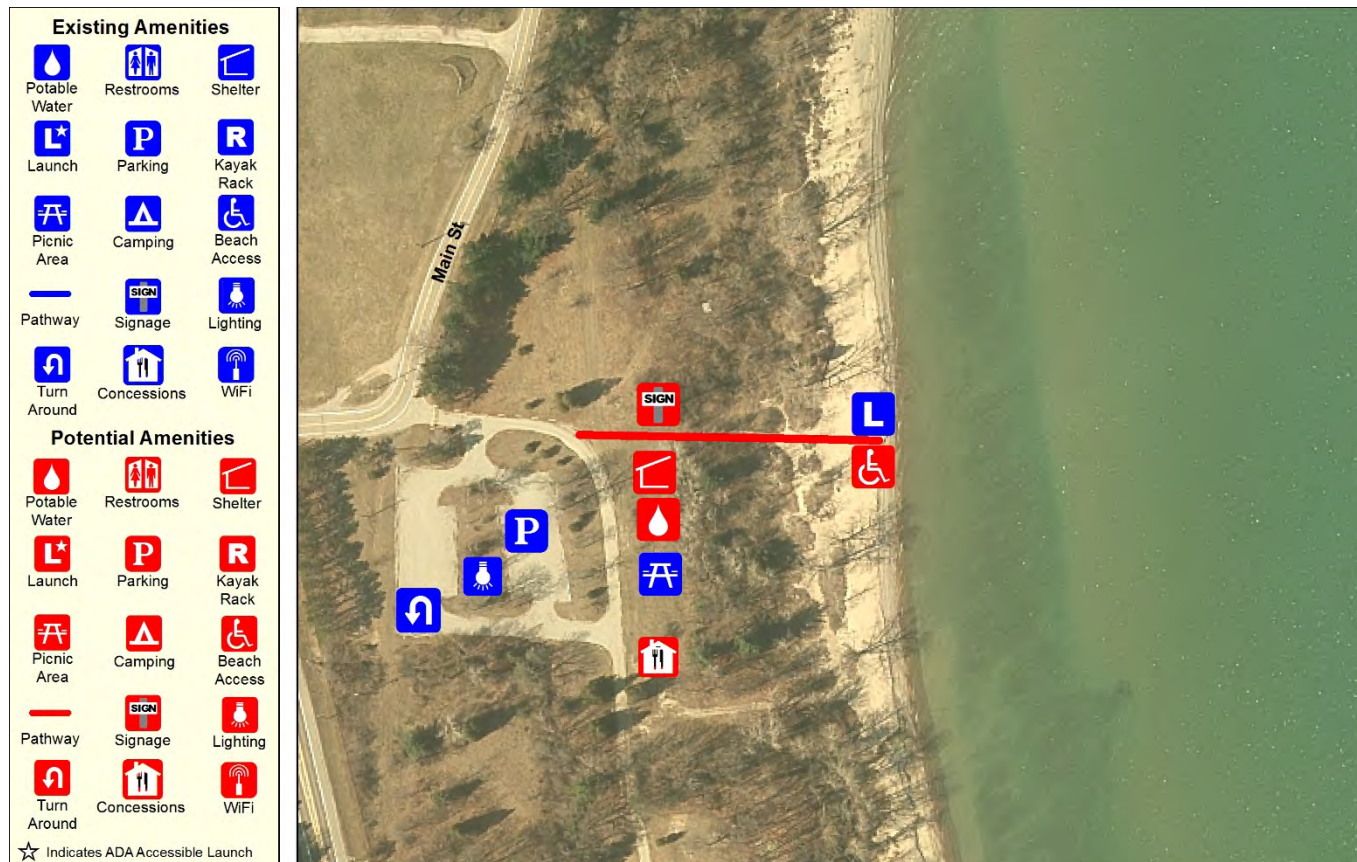 Existing Amenities
Potable
Water
Restrooms
Shelter
L
Launch
P
Parking
R
Kayak
Rack
Picnic
Area
Camping
Beach
Access
Pathway
SIGN
Signage
Lighting
Turn
Around
Concessions
WiFi
Potential Amenities
Potable
Water
Restrooms
Shelter
L
Launch
P
Parking
R
Kayak
Rack
Picnic
Area
Camping
Beach
Access
Pathway
SIGN
Signage
Lighting
Turn
Around
Concessions
WiFi
Indicates ADA Accessible Launch
Main St
SIGN
L
P